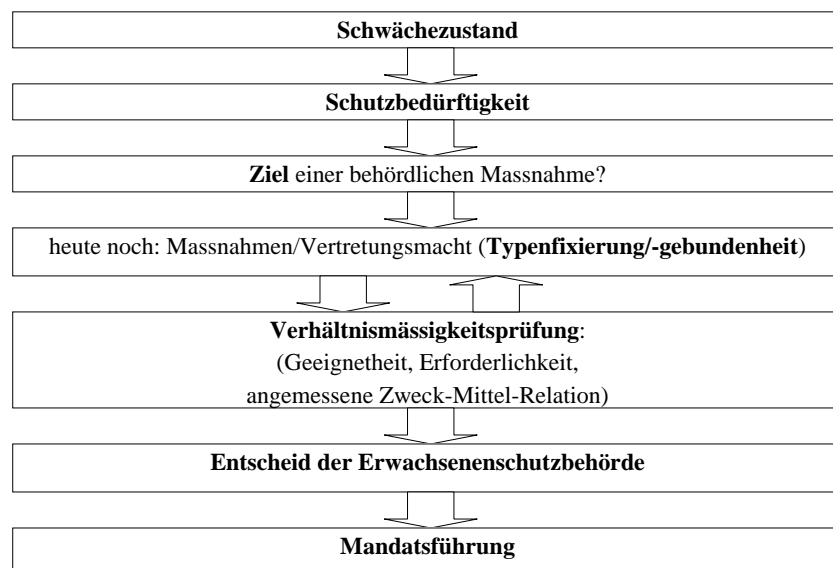 Schwächezustand
Schutzbedürftigkeit
Ziel einer behördlichen Massnahme?
heute noch: Massnahmen/Vertretungsmacht (Typenfixierung/-gebundenheit)
Verhältnismässigkeitsprüfung:
(Geeignetheit, Erforderlichkeit,
angemessene Zweck-Mittel-Relation)
Entscheid der Erwachsenenschutzbehörde
Mandatsführung